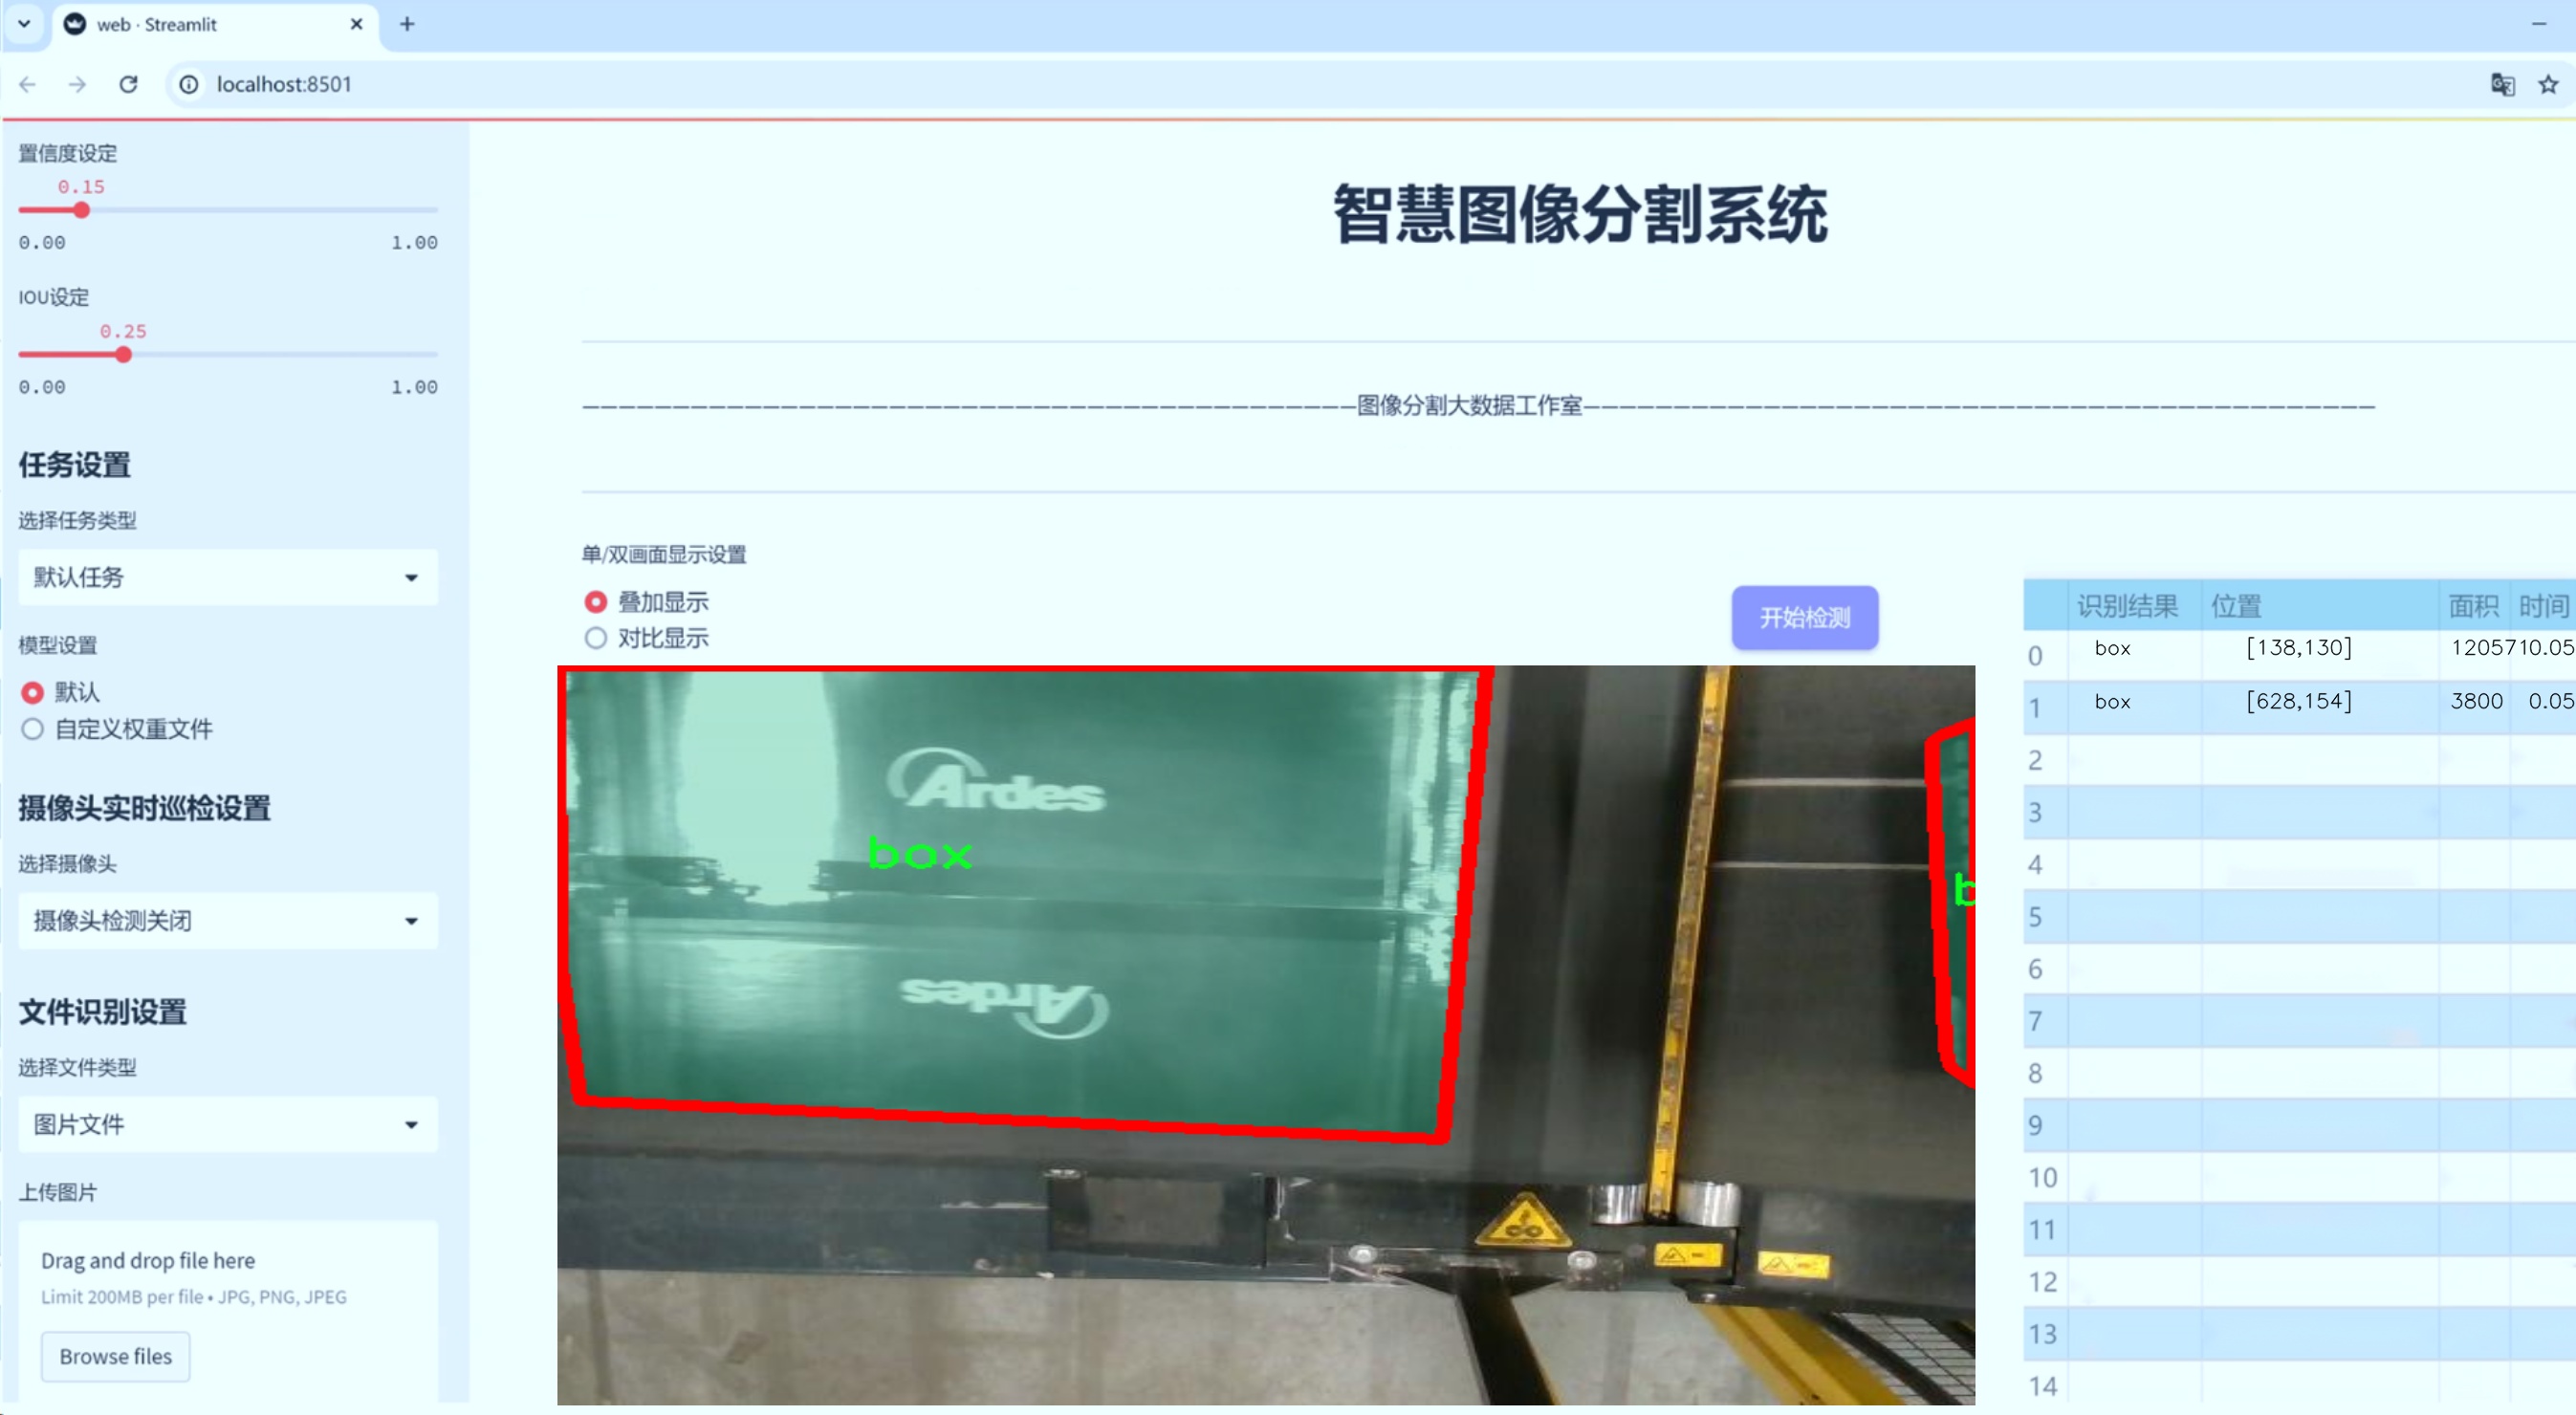 web · Streamlit
localhost:8501
置信度设定
0.15
0.00 1.00
IOU设定
0.25
0.00 1.00
任务设置
选择任务类型
默认任务
模型设置
默认
自定义权重文件
摄像头实时巡检设置
选择摄像头
摄像头检测关闭
文件识别设置
选择文件类型
图片文件
上传图片
Drag and drop file here
Limit 200MB per file • JPG, PNG, JPEG
Browse files
智慧图像分割系统
图像分割大数据工作室
单/双画面显示设置
叠加显示
对比显示
开始检测
Ardes
box
Ardes
b
识别结果 位置 面积 时间
0 box [138,130] 120571 0.05
1 box [628,154] 3800 0.05
2
3
4
5
6
7
8
9
10
11
12
13
14